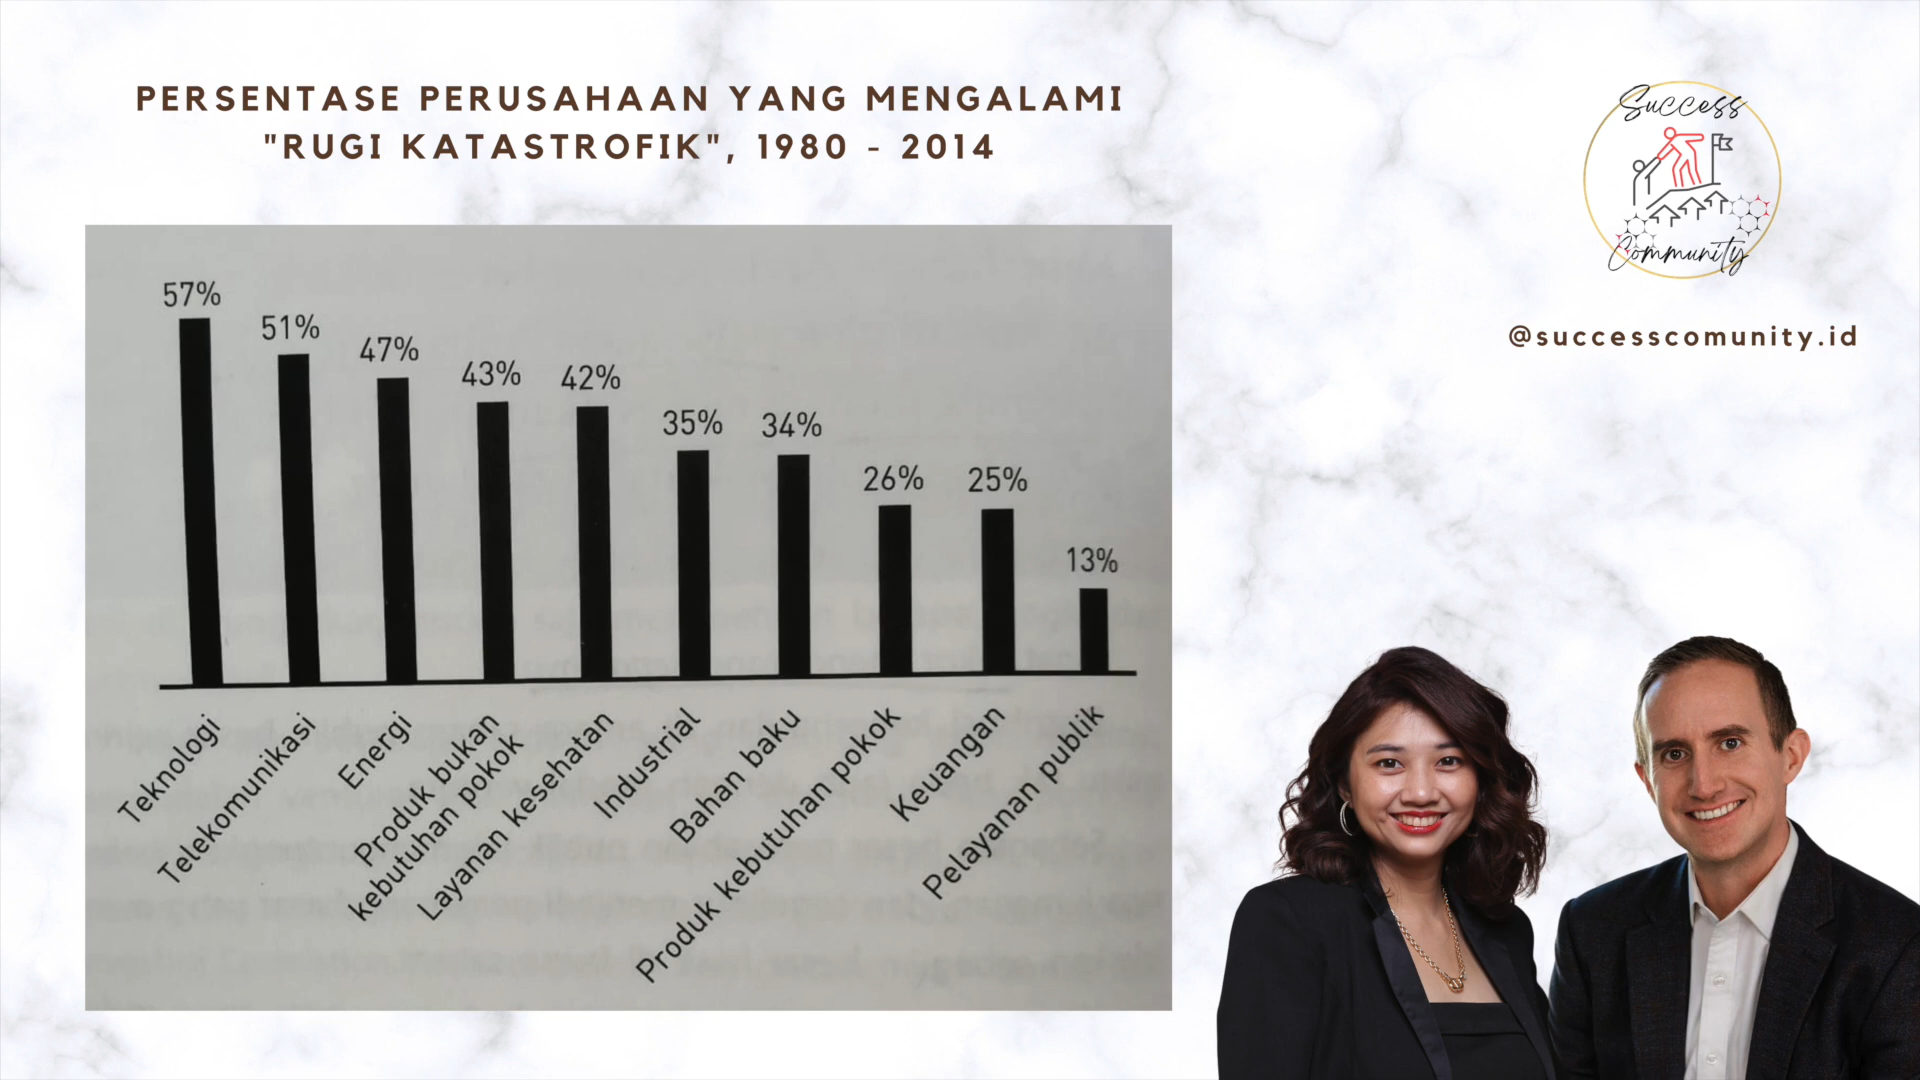 PERSENTASE PERUSAHAAN YANG MENGALAMI
"RUGI KATASTROFIK", 1980 - 2014
Success
Community
@successcomunity.id
57%
51%
47%
43%
42%
35%
34%
26%
25%
13%
Teknologi
Telekomunikasi
Energi
Produk bukan
kebutuhan pokok
Layanan kesehatan
Industrial
Bahan baku
Produk kebutuhan pokok
Keuangan
Pelayanan publik